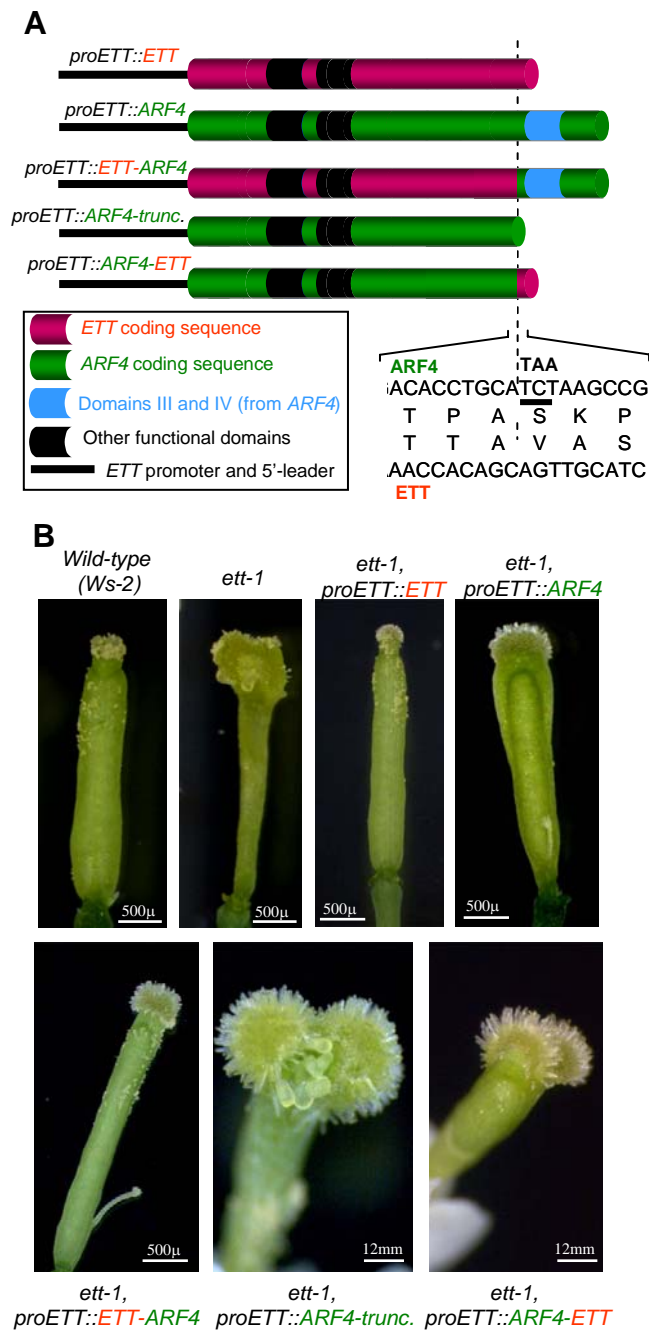 A
proETT::ETT
proETT::ARF4
proETT::ETT-ARF4
proETT::ARF4-trunc.
proETT::ARF4-ETT
ETT coding sequence
ARF4 coding sequence
Domains III and IV (from ARF4)
Other functional domains
ETT promoter and 5'-leader
ARF4 TAA
GACACCTGCATCTAAGCCG
T P A S K P
T T A V A S
AAACCACAGCAGTTGCATC
ETT
B
Wild-type
(Ws-2)
ett-1
ett-1,
proETT::ETT
ett-1,
proETT::ARF4
500µ
500µ
500µ
500µ
500µ
12mm
12mm
ett-1,
proETT::ETT-ARF4
ett-1,
proETT::ARF4-trunc.
ett-1,
proETT::ARF4-ETT